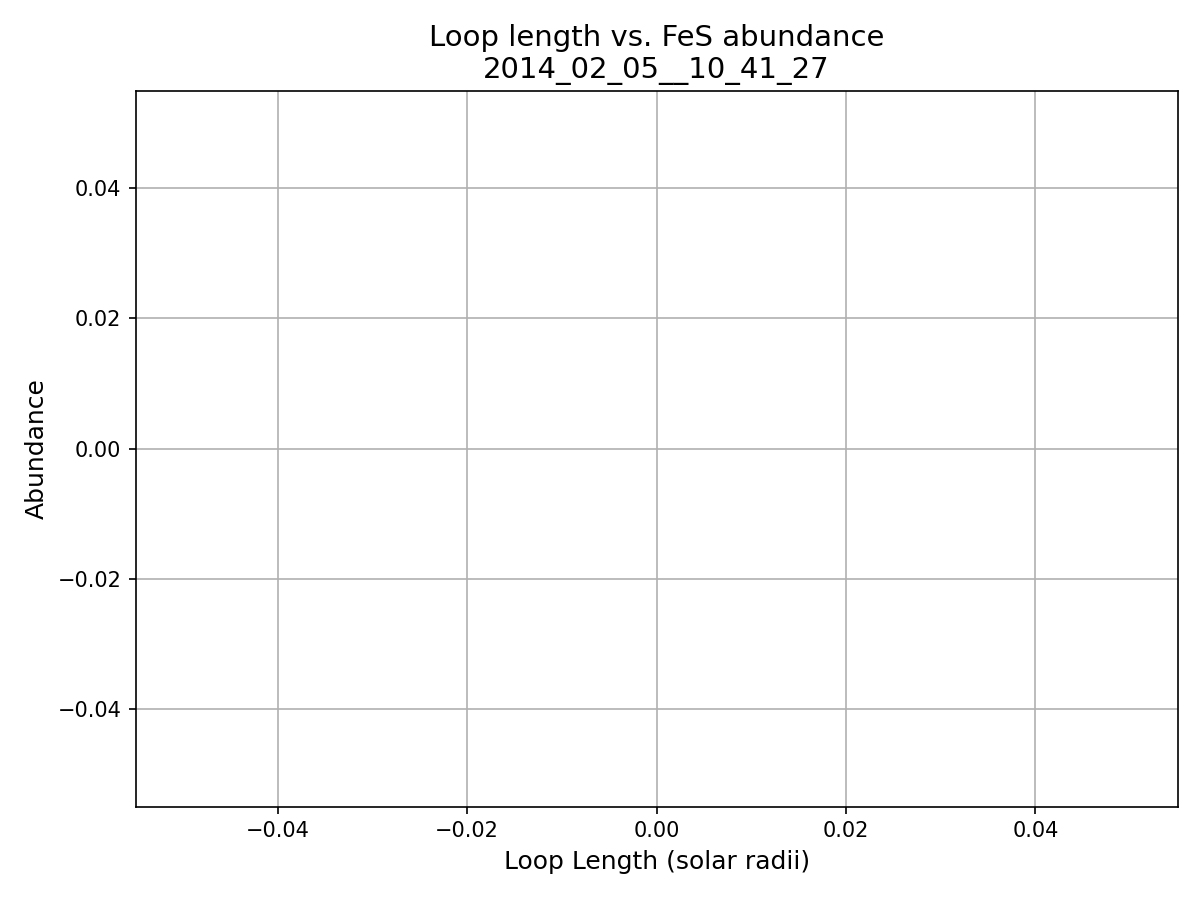 Loop length vs. FeS abundance
2014_02_05__10_41_27
0.04
0.02
0.00
−0.02
−0.04
Abundance
−0.04 −0.02 0.00 0.02 0.04
Loop Length (solar radii)